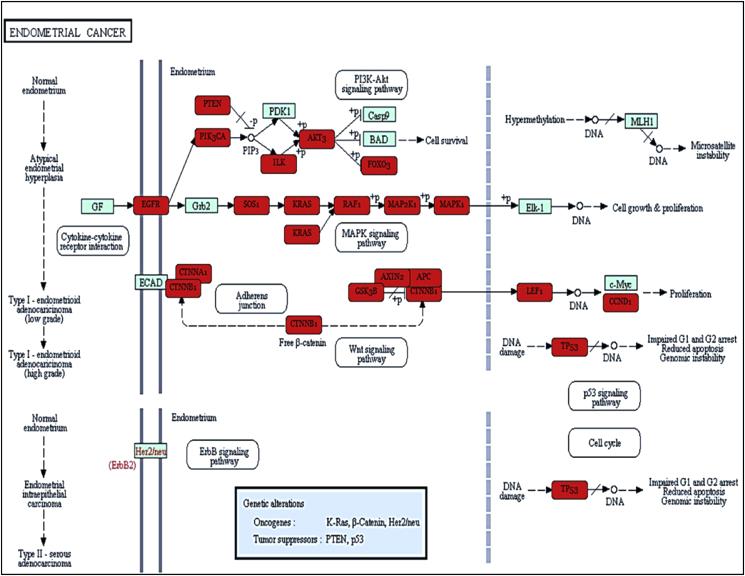 ENDOMETRIAL CANCER
Normal
endometrium
Atypical
endometrial
hyperplasia
Type I - endometrioid
adenocarcinoma
(low grade)
Type I - endometrioid
adenocaricinoma
(high grade)
Endometrium
PTEN
-p
PIK3CA
PIP3
PDK1
+p
ILK
+p
AKT3
PI3K-Akt
signaling pathway
+p
Casp9
+p
BAD
Cell survival
+p
FOXO3
Hypermethylation
DNA
MLH1
DNA
Microsatellite
instability
GF
EGFR
Grb2
SOS1
KRAS
RAF1
+p
MAP2K1
+p
MAPK1
+p
Elk-1
DNA
Cell growth & proliferation
KRAS
Cytokine-cytokine
receptor interaction
MAPK signaling
pathway
ECAD
CTNNA1
CTNNB1
Adherens
junction
AXIN2
APC
GSK3B
+p
CTNNB1
LEF1
DNA
c-Myc
CCND1
Proliferation
CTNNB1
Free β-catenin
Wnt signaling
pathway
DNA
damage
TP53
DNA
Impaired G1 and G2 arrest
Reduced apoptosis
Genomic instability
p53 signaling
pathway
Cell cycle
Normal
endometrium
Endometrial
intraepithelial
carcinoma
Type II - serous
adenocarcinoma
Endometrium
Her2/neu
(ErbB2)
ErbB signaling
pathway
DNA
damage
TP53
DNA
Impaired G1 and G2 arrest
Reduced apoptosis
Genomic instability
Genetic alterations
Oncogenes : K-Ras, β-Catenin, Her2/neu
Tumor suppressors : PTEN, p53